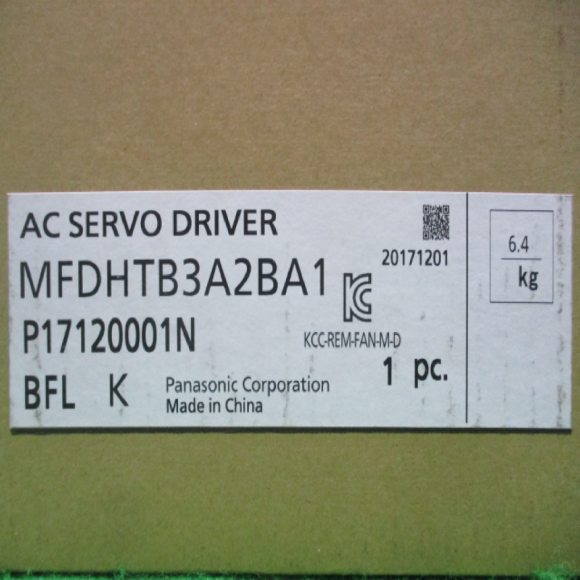 AC SERVO DRIVER
20171201
MFDHTB3A2BA1
P17120001N
KCC-REM-FAN-M-D
BFL K
Panasonic Corporation
Made in China
1 pc.
6.4
kg